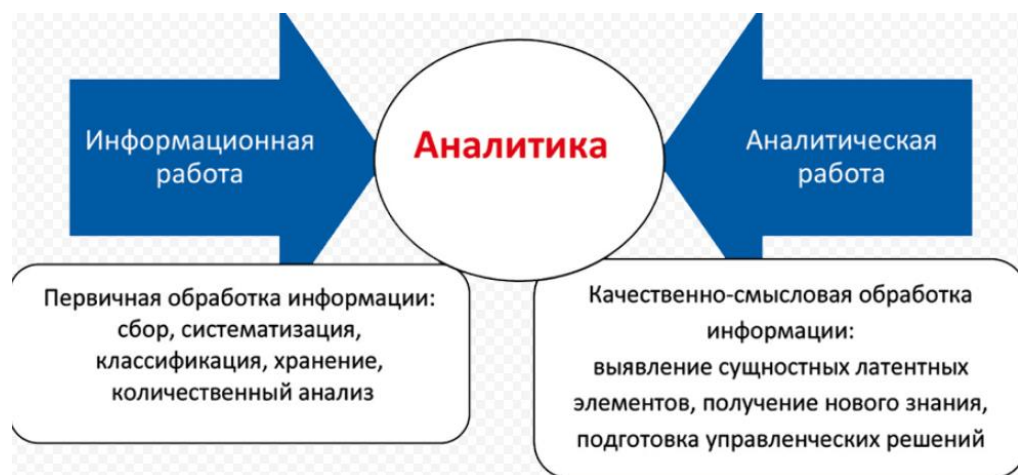 Информационная
работа
Аналитика
Аналитическая
работа
Первичная обработка информации:
сбор, систематизация,
классификация, хранение,
количественный анализ
Качественно-смысловая обработка
информации:
выявление сущностных латентных
элементов, получение нового знания,
подготовка управленческих решений